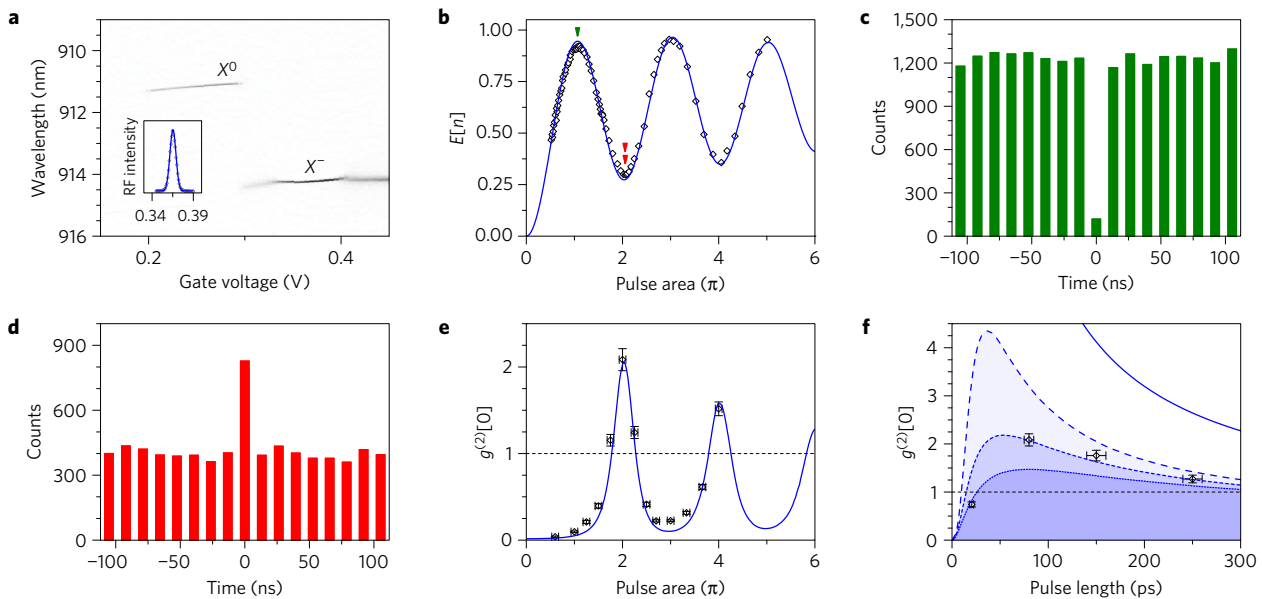 a
910
912
914
916
Wavelength (nm)
X⁰
X⁻
RF intensity
0.34 0.39
0.2 0.4
Gate voltage (V)
b
1.00
0.75
0.50
0.25
0.00
E[n]
0 2 4 6
Pulse area (π)
c
1,500
1,200
900
600
300
0
Counts
−100 −50 0 50 100
Time (ns)
d
900
600
300
0
Counts
−100 −50 0 50 100
Time (ns)
e
2
1
0
g⁽²⁾[0]
0 2 4 6
Pulse area (π)
f
4
3
2
1
0
g⁽²⁾[0]
0 100 200 300
Pulse length (ps)